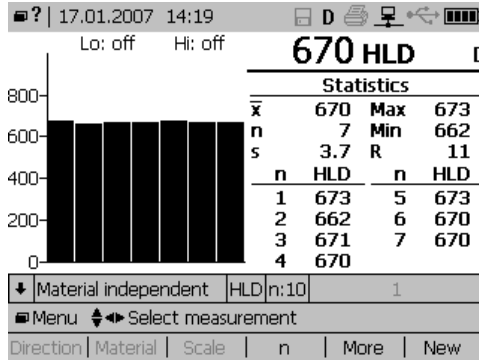 ? 17.01.2007 14:19 D
Lo: off Hi: off 670 HLD
Statistics
x̅ 670 Max 673
n 7 Min 662
s 3.7 R 11
n HLD n HLD
1 673 5 673
2 662 6 670
3 671 7 670
4 670
800
600
400
200
0
Material independent HLD n:10 1
Menu Select measurement
Direction Material Scale n More New